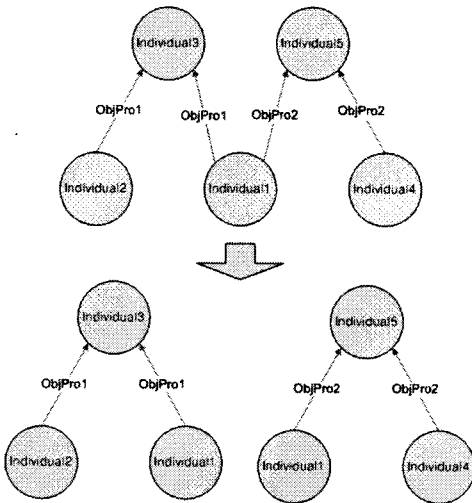 Individual3 Individual5
ObjPro1 ObjPro1 ObjPro2 ObjPro2
Individual2 Individual1 Individual4
Individual3 Individual5
ObjPro1 ObjPro1 ObjPro2 ObjPro2
Individual2 Individual1 Individual1 Individual4